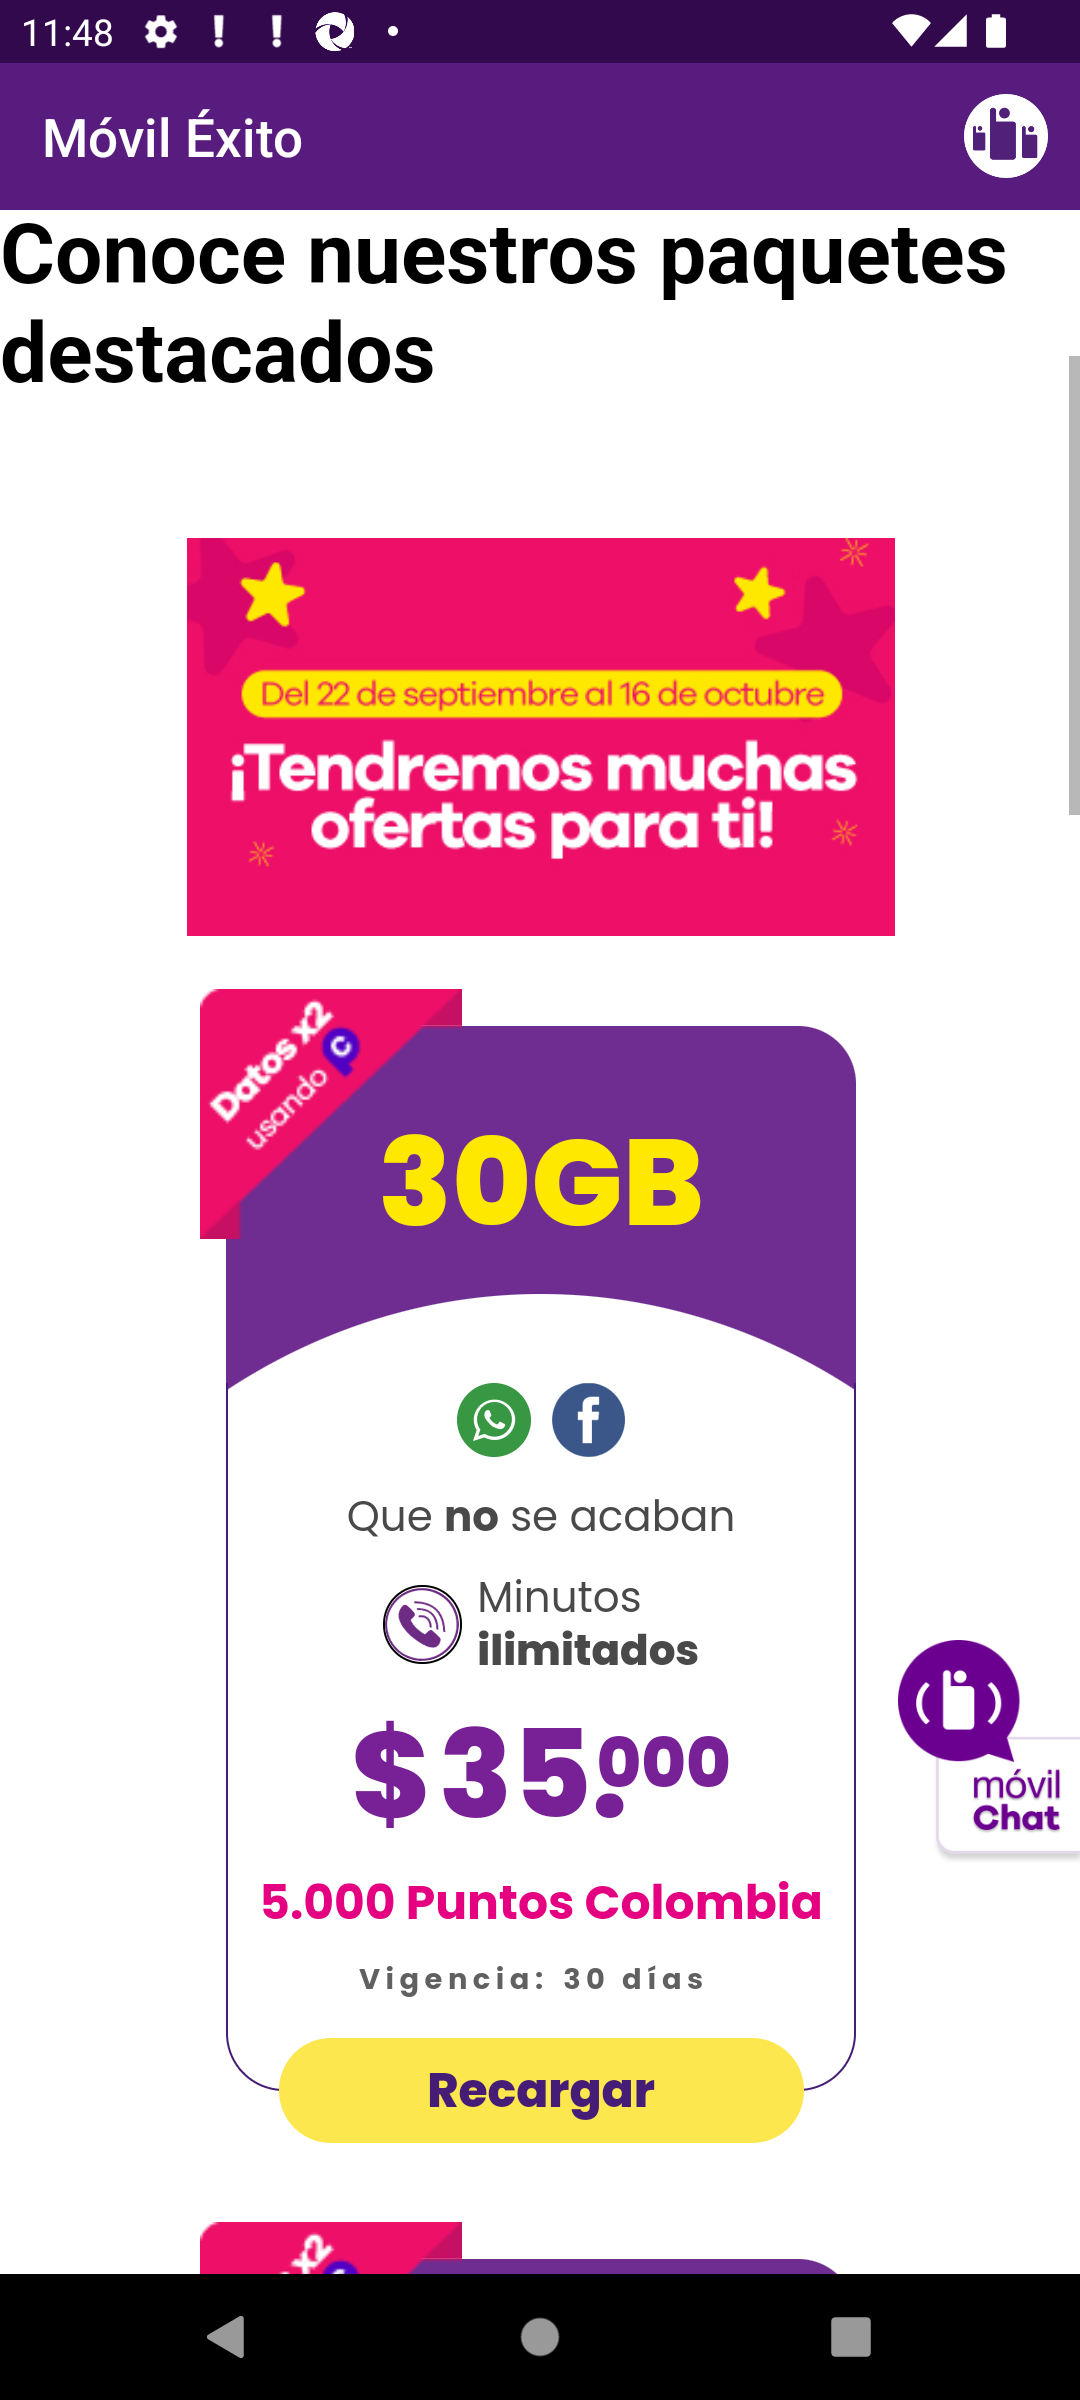 11:48
Móvil Éxito
Conoce nuestros paquetes
destacados
Del 22 de septiembre al 16 de octubre
¡Tendremos muchas
ofertas para ti!
Datos x2
usando
30GB
Que no se acaban
Minutos
ilimitados
$35.000
5.000 Puntos Colombia
Vigencia: 30 días
móvil
Chat
Recargar
x2